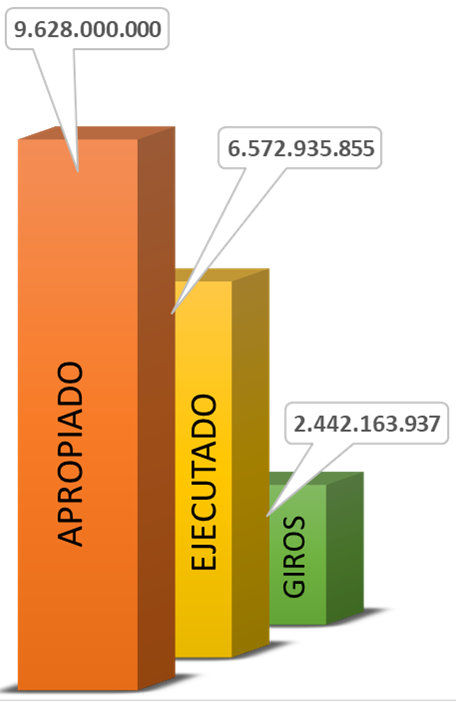 9.628.000.000
APROPIADO
6.572.935.855
EJECUTADO
2.442.163.937
GIROS